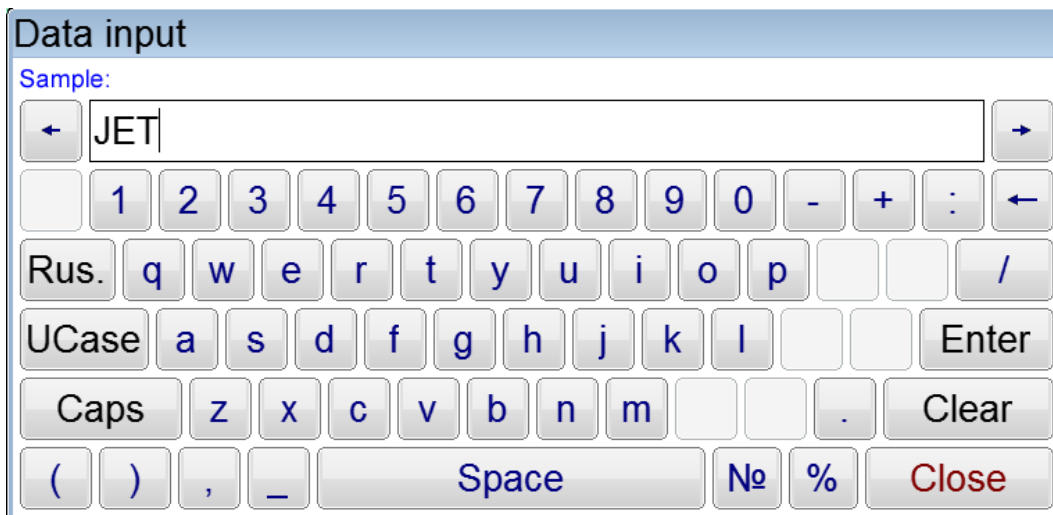 Data input
Sample:
← JET →
1 2 3 4 5 6 7 8 9 0 - + : ←
Rus. q w e r t y u i o p /
UCase a s d f g h j k l Enter
Caps z x c v b n m . Clear
( ) , _ Space № % Close